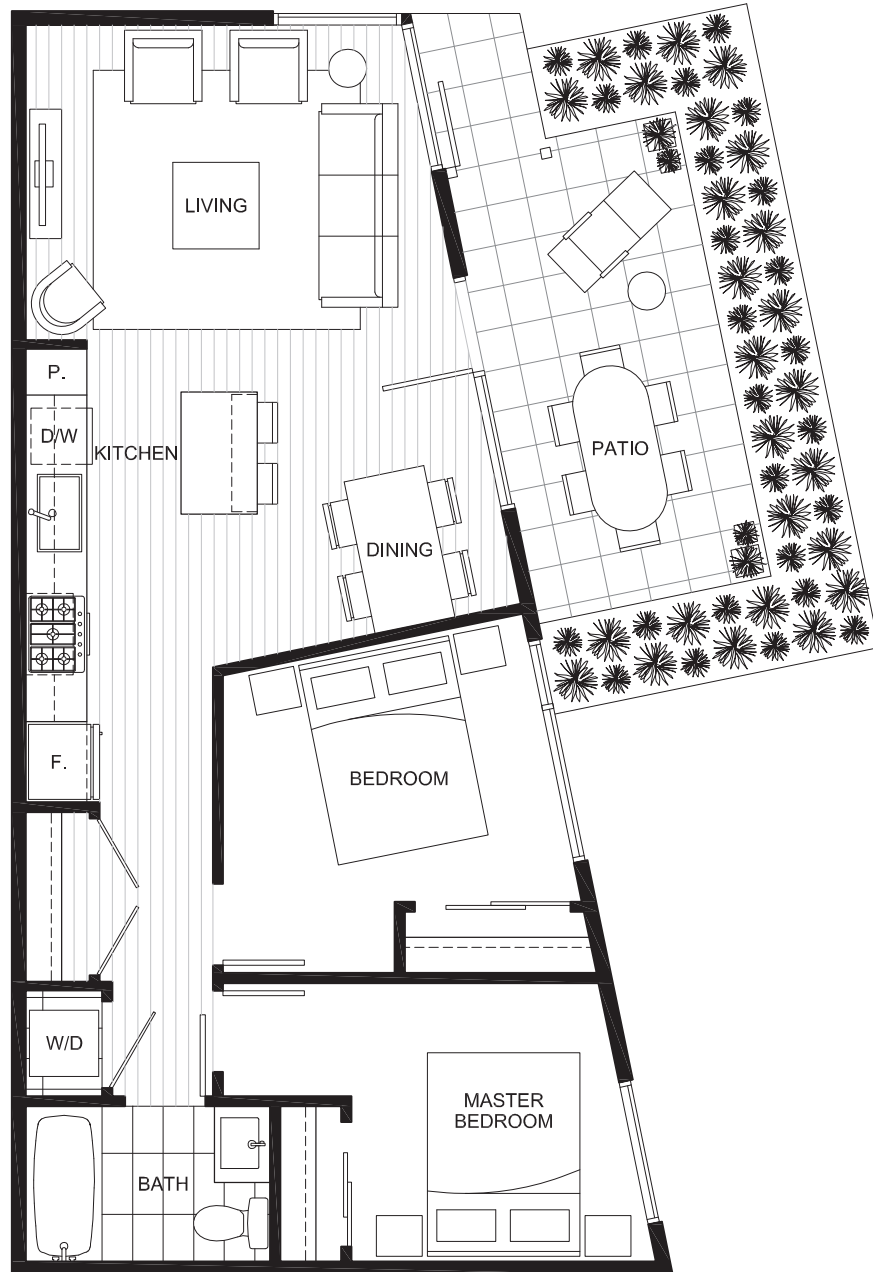 LIVING
P.
D/W
KITCHEN
PATIO
DINING
F.
BEDROOM
W/D
MASTER
BEDROOM
BATH